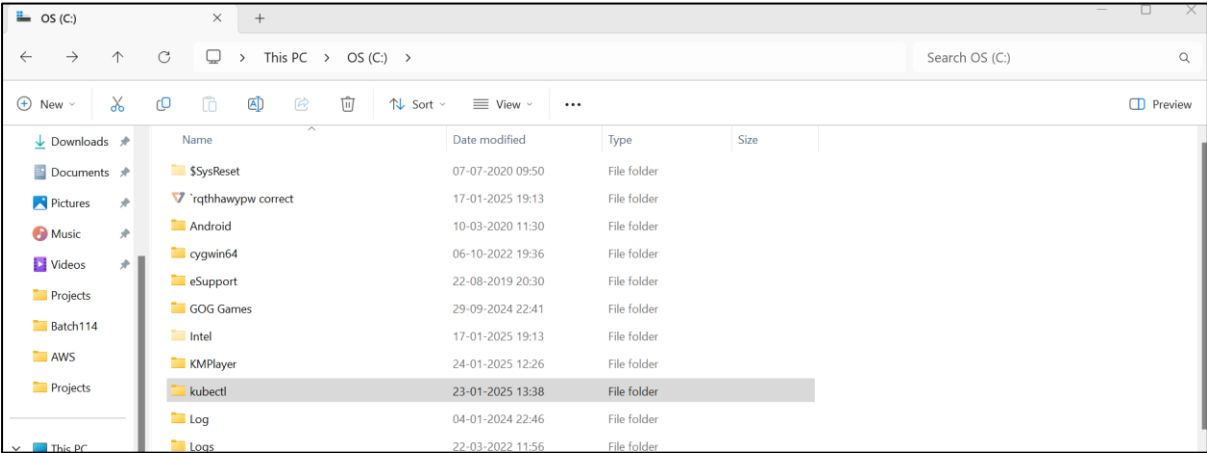 OS (C:)
This PC > OS (C:) >
Search OS (C:)
New
Sort
View
Preview
Name Date modified Type Size
Downloads
Documents
Pictures
Music
Videos
Projects
Batch114
AWS
Projects
This PC
$SysReset 07-07-2020 09:50 File folder
`rqthhawypw correct 17-01-2025 19:13 File folder
Android 10-03-2020 11:30 File folder
cygwin64 06-10-2022 19:36 File folder
eSupport 22-08-2019 20:30 File folder
GOG Games 29-09-2024 22:41 File folder
Intel 17-01-2025 19:13 File folder
KMPlayer 24-01-2025 12:26 File folder
kubectl 23-01-2025 13:38 File folder
Log 04-01-2024 22:46 File folder
Logs 22-03-2022 11:56 File folder